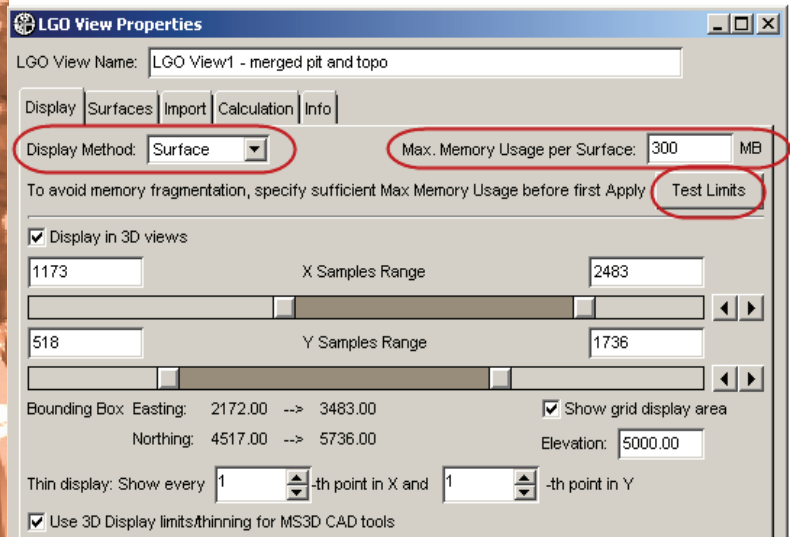 LGO View Properties
LGO View Name: LGO View1 - merged pit and topo
Display Surfaces Import Calculation Info
Display Method: Surface Max. Memory Usage per Surface: 300 MB
To avoid memory fragmentation, specify sufficient Max Memory Usage before first Apply Test Limits
Display in 3D views
1173 X Samples Range 2483
518 Y Samples Range 1736
Bounding Box Easting: 2172.00 --> 3483.00 Show grid display area
Northing: 4517.00 --> 5736.00 Elevation: 5000.00
Thin display: Show every 1 -th point in X and 1 -th point in Y
Use 3D Display limits/thinning for MS3D CAD tools